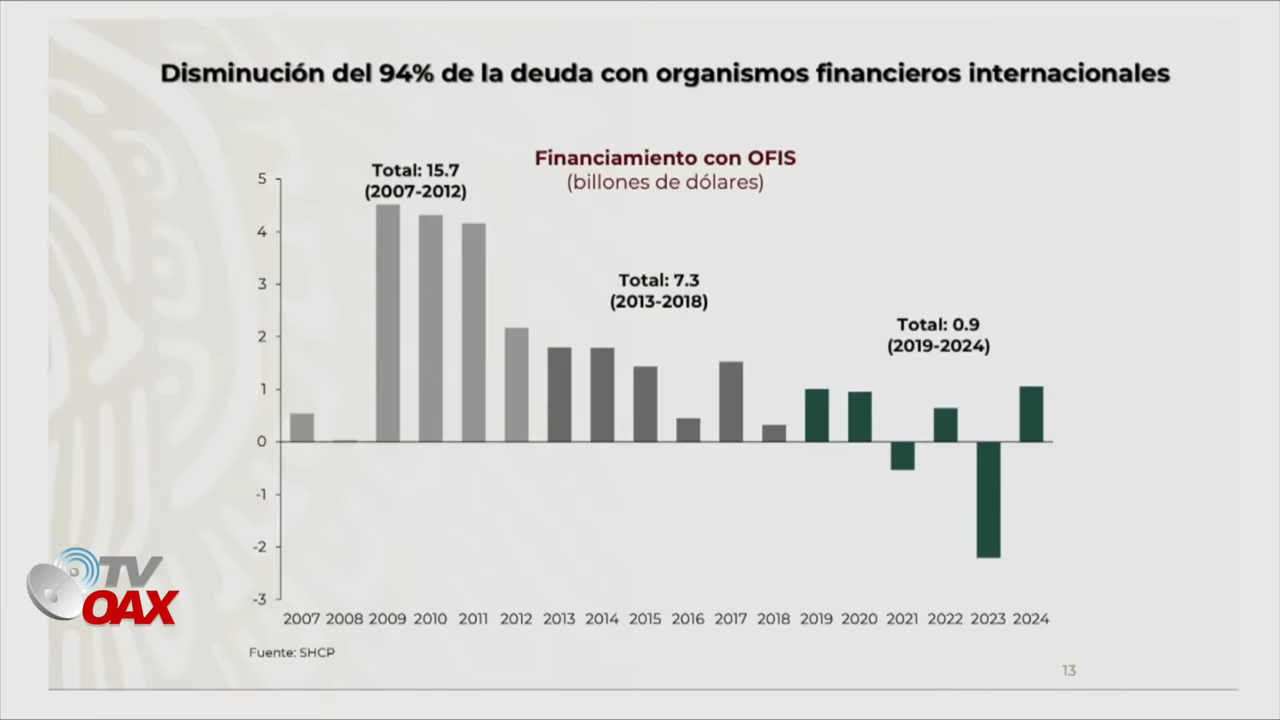 Disminución del 94% de la deuda con organismos financieros internacionales
Financiamiento con OFIS
(billones de dólares)
Total: 15.7
(2007-2012)
Total: 7.3
(2013-2018)
Total: 0.9
(2019-2024)
5
4
3
2
1
0
-1
-2
-3
2007 2008 2009 2010 2011 2012 2013 2014 2015 2016 2017 2018 2019 2020 2021 2022 2023 2024
Fuente: SHCP
13
TV
OAX